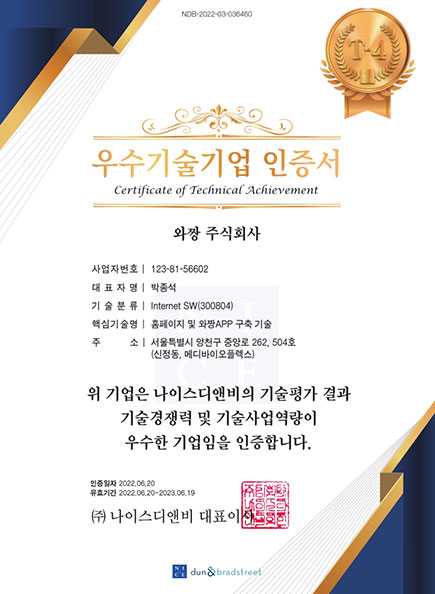 NDB-2022-03-036460
T-4
우수기술기업 인증서
Certificate of Technical Achievement
와짱 주식회사
사업자번호 | 123-81-56602
대 표 자 명 | 박종석
기 술 분 류 | Internet SW(300804)
핵심기술명 | 홈페이지 및 와짱APP 구축 기술
주 소 | 서울특별시 양천구 중앙로 262, 504호
(신정동, 메디바이오플렉스)
위 기업은 나이스디앤비의 기술평가 결과
기술경쟁력 및 기술사업역량이
우수한 기업임을 인증합니다.
인증일자 2022.06.20
유효기간 2022.06.20~2023.06.19
㈜ 나이스디앤비 대표이사
NICE dun&bradstreet